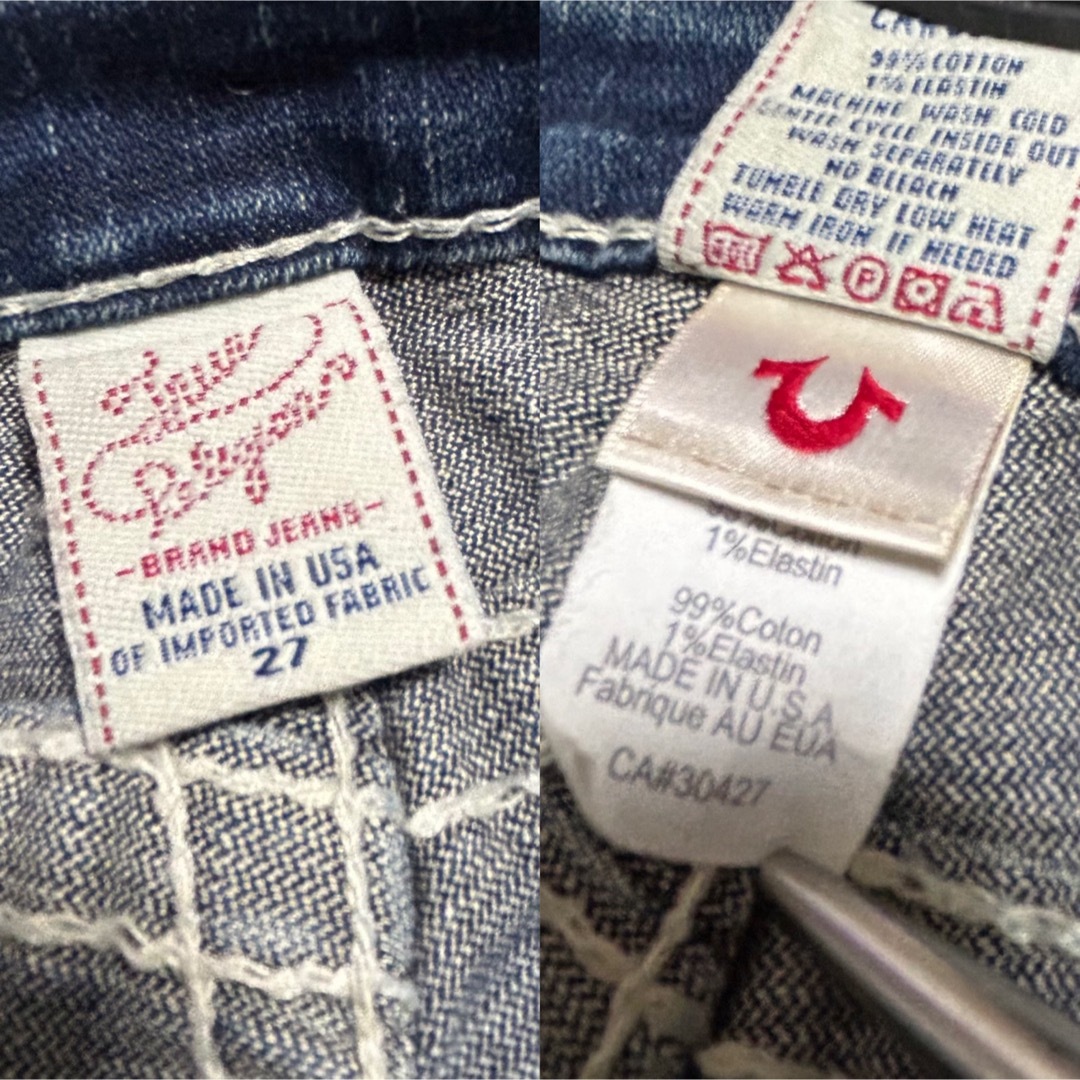 True
Religion
-BRAND JEANS-
MADE IN USA
OF IMPORTED FABRIC
27
99% COTTON
1% ELASTIN
MACHINE WASH COLD
GENTLE CYCLE INSIDE OUT
WASH SEPARATELY
NO BLEACH
TUMBLE DRY LOW HEAT
WARM IRON IF NEEDED
P
1%Elastin
99%Coton
1%Elastin
MADE IN U.S.A
Fabrique AU EUA
CA#30427